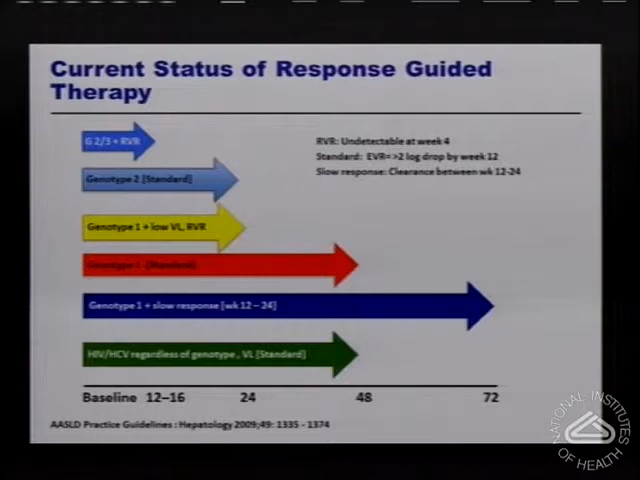 Current Status of Response Guided
Therapy
G 2/3 + RVR
RVR: Undetectable at week 4
Standard: EVR=>2 log drop by week 12
Slow response: Clearance between wk 12-24
Genotype 2 [Standard]
Genotype 1 + low VL, RVR
Genotype 1 [Standard]
Genotype 1 + slow response [wk 12 – 24]
HIV/HCV regardless of genotype , VL [Standard]
Baseline 12–16 24 48 72
AASLD Practice Guidelines : Hepatology 2009;49: 1335 - 1374
NATIONAL INSTITUTES
OF HEALTH